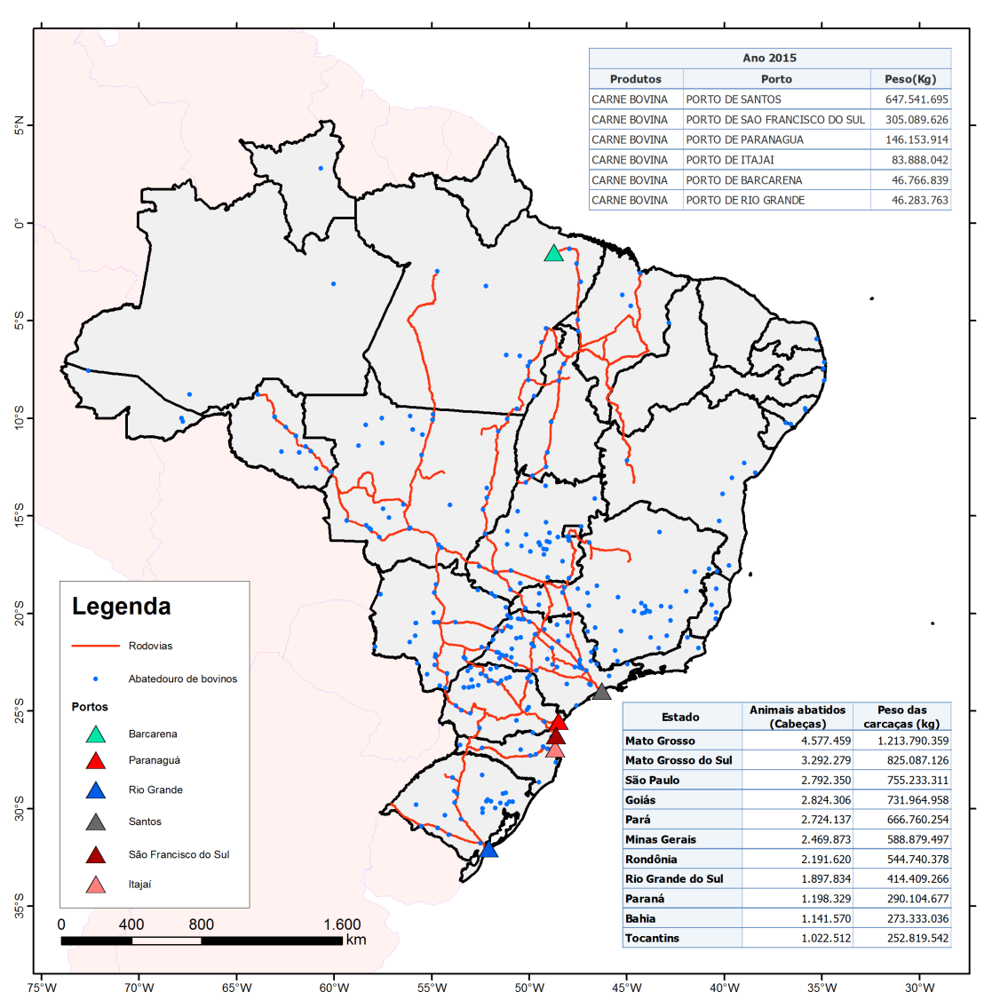 Ano 2015
Produtos Porto Peso(Kg)
CARNE BOVINA PORTO DE SANTOS 647.541.695
CARNE BOVINA PORTO DE SAO FRANCISCO DO SUL 305.089.626
CARNE BOVINA PORTO DE PARANAGUA 146.153.914
CARNE BOVINA PORTO DE ITAJAI 83.888.042
CARNE BOVINA PORTO DE BARCARENA 46.766.839
CARNE BOVINA PORTO DE RIO GRANDE 46.283.763
5°N
0°
5°S
10°S
15°S
20°S
25°S
30°S
35°S
Legenda
Rodovias
Abatedouro de bovinos
Portos
Barcarena
Paranaguá
Rio Grande
Santos
São Francisco do Sul
Itajaí
0 400 800 1.600
km
Estado Animais abatidos (Cabeças) Peso das carcaças (kg)
Mato Grosso 4.577.459 1.213.790.359
Mato Grosso do Sul 3.292.279 825.087.126
São Paulo 2.792.350 755.233.311
Goiás 2.824.306 731.964.958
Pará 2.724.137 666.760.254
Minas Gerais 2.469.873 588.879.497
Rondônia 2.191.620 544.740.378
Rio Grande do Sul 1.897.834 414.409.266
Paraná 1.198.329 290.104.677
Bahia 1.141.570 273.333.036
Tocantins 1.022.512 252.819.542
75°W 70°W 65°W 60°W 55°W 50°W 45°W 40°W 35°W 30°W